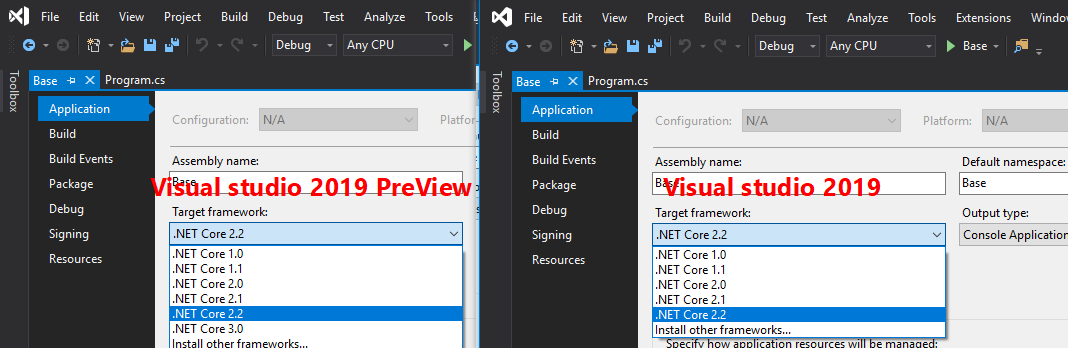 File Edit View Project Build Debug Test Analyze Tools
Debug Any CPU
Toolbox
Base Program.cs
Application
Build
Build Events
Package
Debug
Signing
Resources
Configuration: N/A Platfor
Assembly name:
Base
Visual studio 2019 PreView
Target framework:
.NET Core 2.2
.NET Core 1.0
.NET Core 1.1
.NET Core 2.0
.NET Core 2.1
.NET Core 2.2
.NET Core 3.0
Install other frameworks...
File Edit View Project Build Debug Test Analyze Tools Extensions Window
Debug Any CPU Base
Toolbox
Base Program.cs
Application
Build
Build Events
Package
Debug
Signing
Resources
Configuration: N/A Platform: N/A
Assembly name: Default namespace:
Base Base
Visual studio 2019
Target framework: Output type:
.NET Core 2.2 Console Application
.NET Core 1.0
.NET Core 1.1
.NET Core 2.0
.NET Core 2.1
.NET Core 2.2
Install other frameworks...
Specify how application resources will be managed: